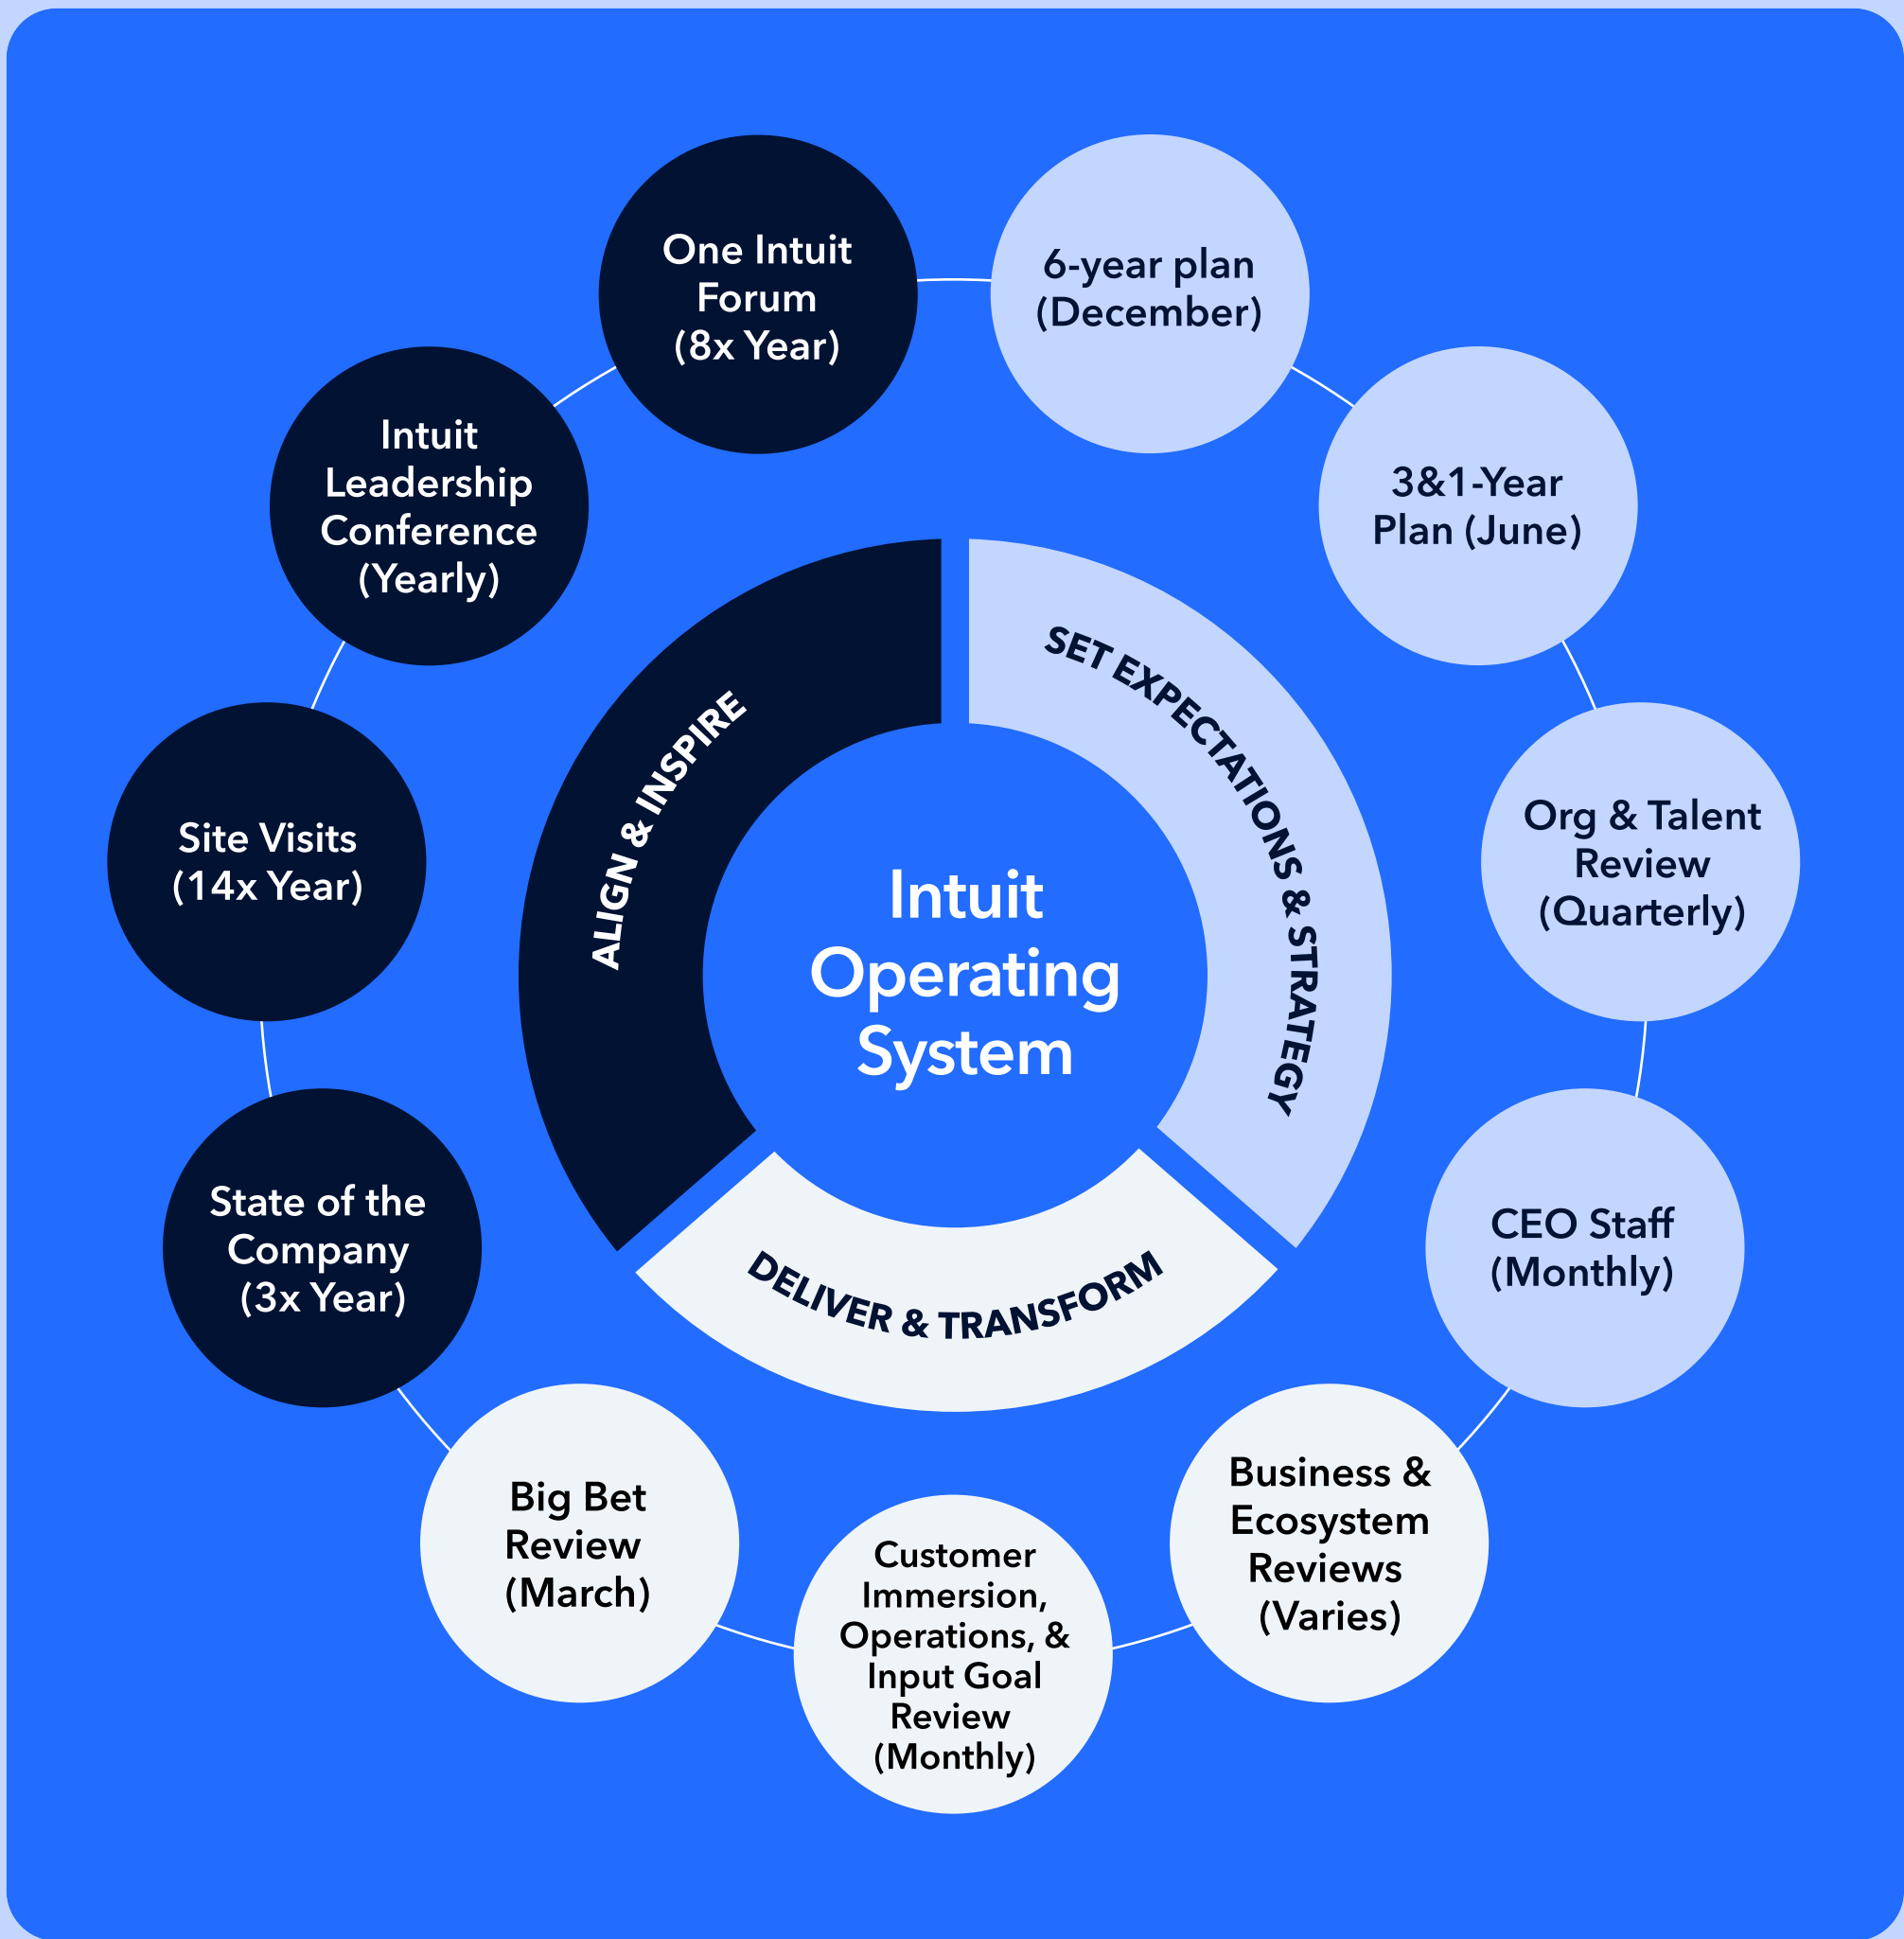 One Intuit
Forum
(8x Year)
6-year plan
(December)
3&1-Year
Plan (June)
Org & Talent
Review
(Quarterly)
CEO Staff
(Monthly)
Business &
Ecosystem
Reviews
(Varies)
Customer
Immersion,
Operations, &
Input Goal
Review
(Monthly)
Big Bet
Review
(March)
State of the
Company
(3x Year)
Site Visits
(14x Year)
Intuit
Leadership
Conference
(Yearly)
ALIGN & INSPIRE
SET EXPECTATIONS & STRATEGY
DELIVER & TRANSFORM
Intuit
Operating
System